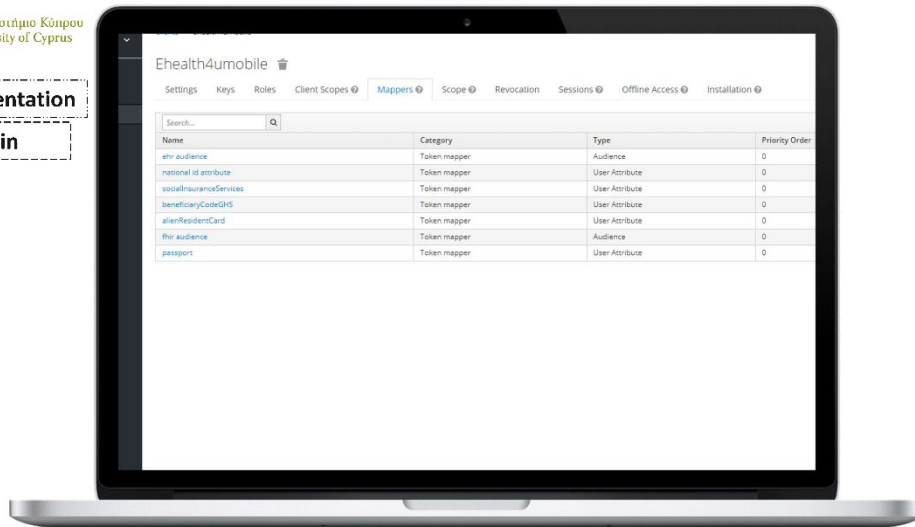 Κύπρου
of Cyprus
in
Ehealth4umobile
Settings Keys Roles Client Scopes Mappers Scope Revocation Sessions Offline Access Installation
Search...
Name Category Type Priority Order
ehr audience Token mapper Audience 0
national id attribute Token mapper User Attribute 0
socialInsuranceServices Token mapper User Attribute 0
beneficiaryCodeGHS Token mapper User Attribute 0
alienResidentCard Token mapper User Attribute 0
fhir audience Token mapper Audience 0
passport Token mapper User Attribute 0